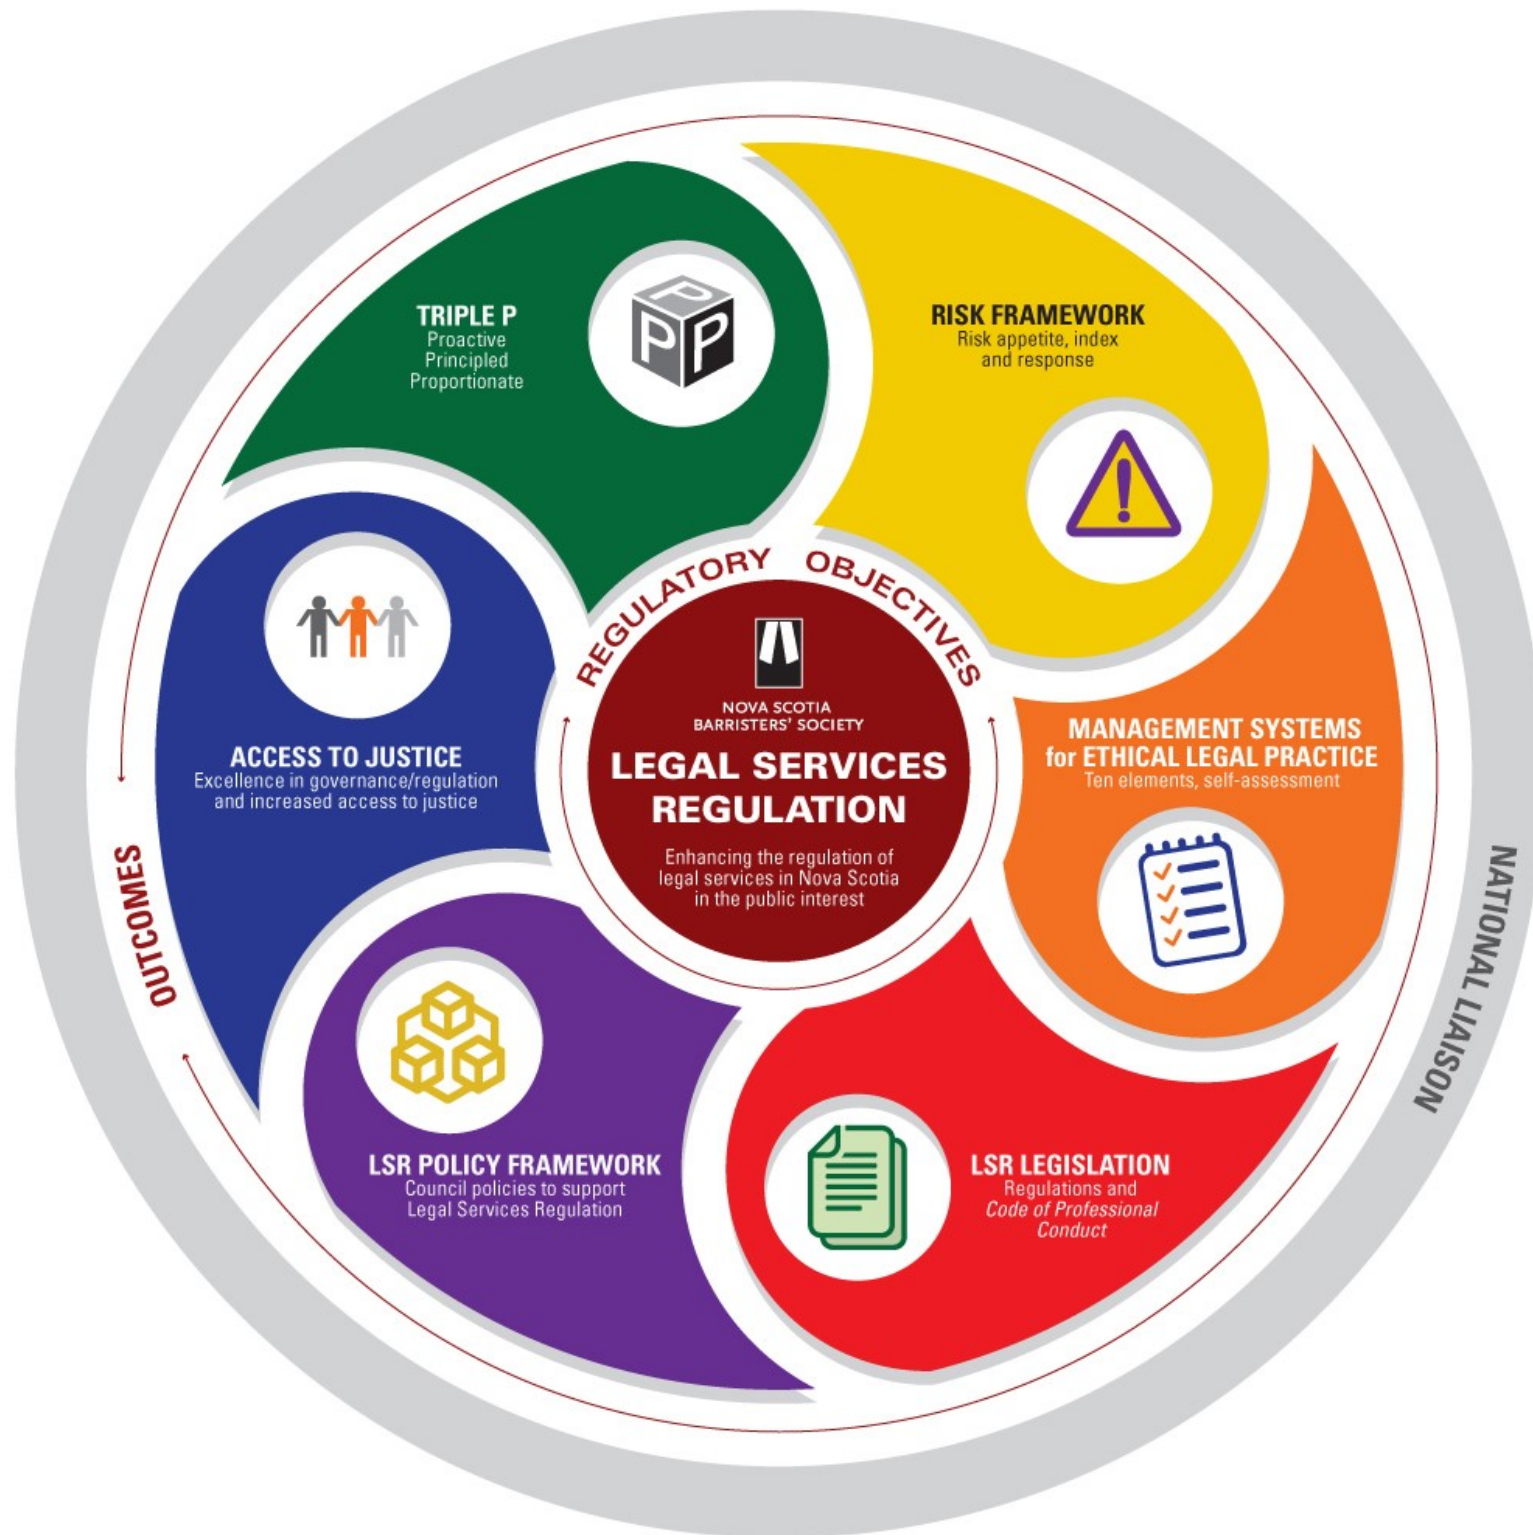 TRIPLE P
Proactive
Principled
Proportionate
P
P
P
RISK FRAMEWORK
Risk appetite, index
and response
MANAGEMENT SYSTEMS
for ETHICAL LEGAL PRACTICE
Ten elements, self-assessment
LSR LEGISLATION
Regulations and
Code of Professional
Conduct
LSR POLICY FRAMEWORK
Council policies to support
Legal Services Regulation
ACCESS TO JUSTICE
Excellence in governance/regulation
and increased access to justice
REGULATORY OBJECTIVES
NOVA SCOTIA
BARRISTERS' SOCIETY
LEGAL SERVICES
REGULATION
Enhancing the regulation of
legal services in Nova Scotia
in the public interest
OUTCOMES
NATIONAL LIAISON